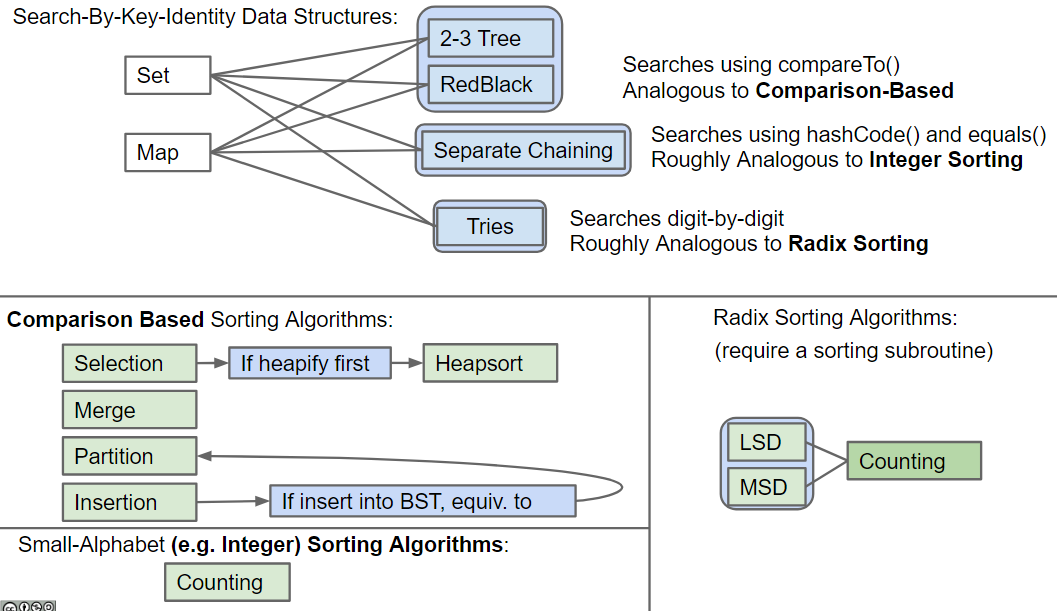 Search-By-Key-Identity Data Structures:
2-3 Tree
Set
RedBlack
Searches using compareTo()
Analogous to Comparison-Based
Map
Separate Chaining
Searches using hashCode() and equals()
Roughly Analogous to Integer Sorting
Tries
Searches digit-by-digit
Roughly Analogous to Radix Sorting
Comparison Based Sorting Algorithms:
Selection
If heapify first
Heapsort
Merge
Partition
Insertion
If insert into BST, equiv. to
Small-Alphabet (e.g. Integer) Sorting Algorithms:
Counting
Radix Sorting Algorithms:
(require a sorting subroutine)
LSD
MSD
Counting